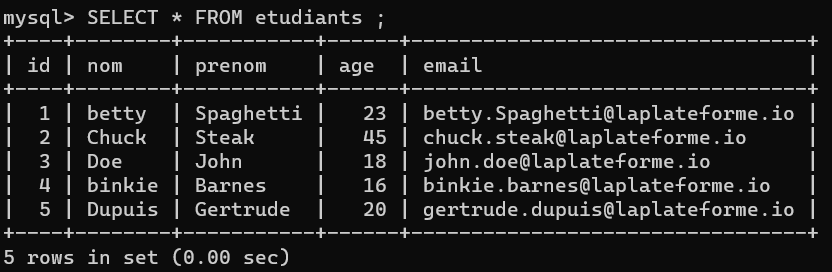 mysql> SELECT * FROM etudiants ;
+----+--------+-----------+------+---------------------------------+
| id | nom    | prenom    | age  | email                           |
+----+--------+-----------+------+---------------------------------+
|  1 | betty  | Spaghetti |   23 | betty.Spaghetti@laplateforme.io |
|  2 | Chuck  | Steak     |   45 | chuck.steak@laplateforme.io     |
|  3 | Doe    | John      |   18 | john.doe@laplateforme.io        |
|  4 | binkie | Barnes    |   16 | binkie.barnes@laplateforme.io   |
|  5 | Dupuis | Gertrude  |   20 | gertrude.dupuis@laplateforme.io |
+----+--------+-----------+------+---------------------------------+
5 rows in set (0.00 sec)